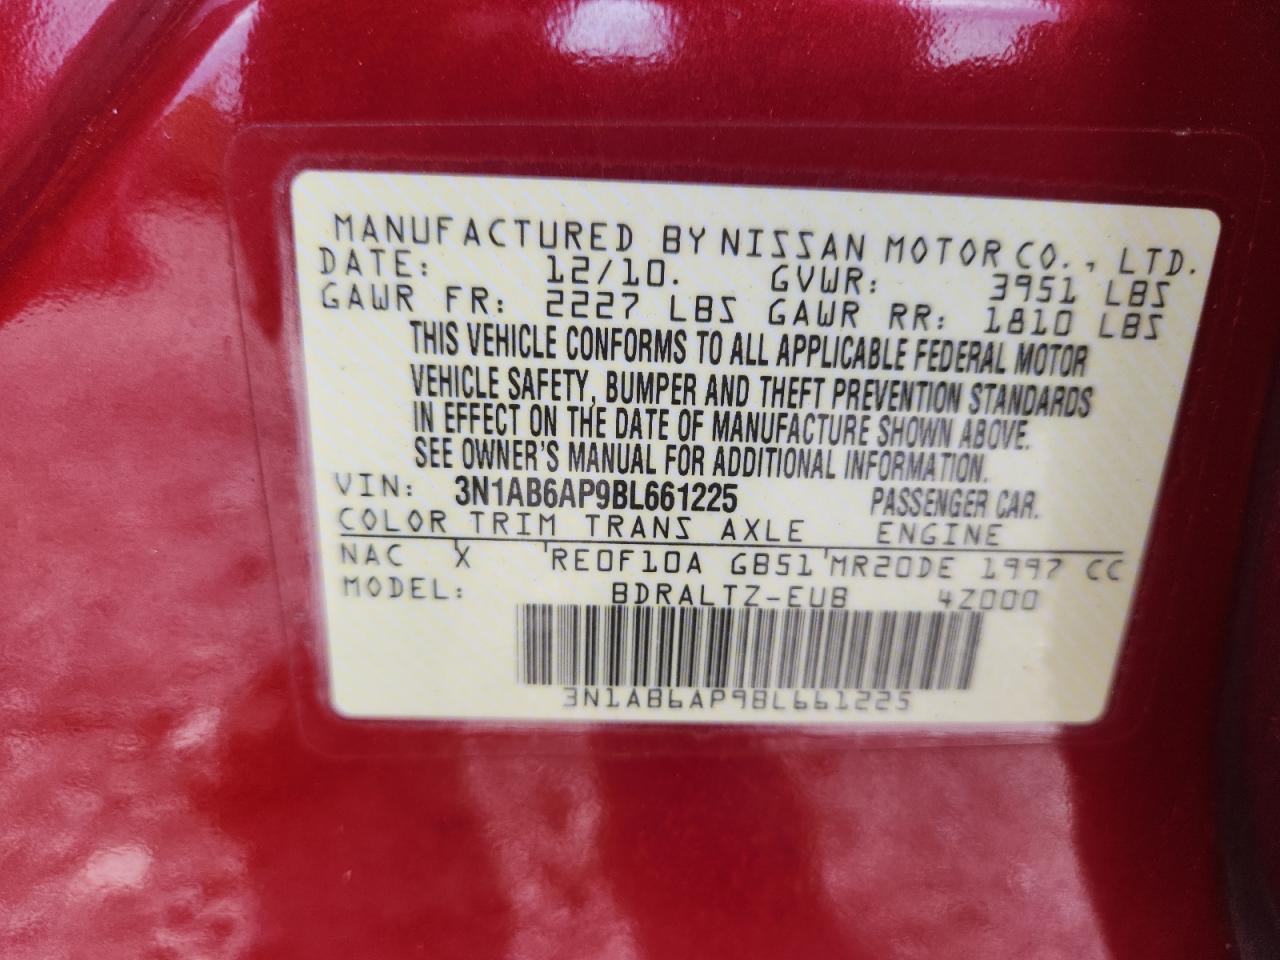 MANUFACTURED BY NISSAN MOTOR CO., LTD.
DATE: 12/10. GVWR: 3951 LBS
GAWR FR: 2227 LBS GAWR RR: 1810 LBS
THIS VEHICLE CONFORMS TO ALL APPLICABLE FEDERAL MOTOR
VEHICLE SAFETY, BUMPER AND THEFT PREVENTION STANDARDS
IN EFFECT ON THE DATE OF MANUFACTURE SHOWN ABOVE.
SEE OWNER'S MANUAL FOR ADDITIONAL INFORMATION.
VIN: 3N1AB6AP9BL661225 PASSENGER CAR.
COLOR TRIM TRANS AXLE ENGINE
NAC X RE0F10A GB51 MR20DE 1997 CC
MODEL: BDRALTZ-EUB 4Z000
3N1AB6AP9BL661225